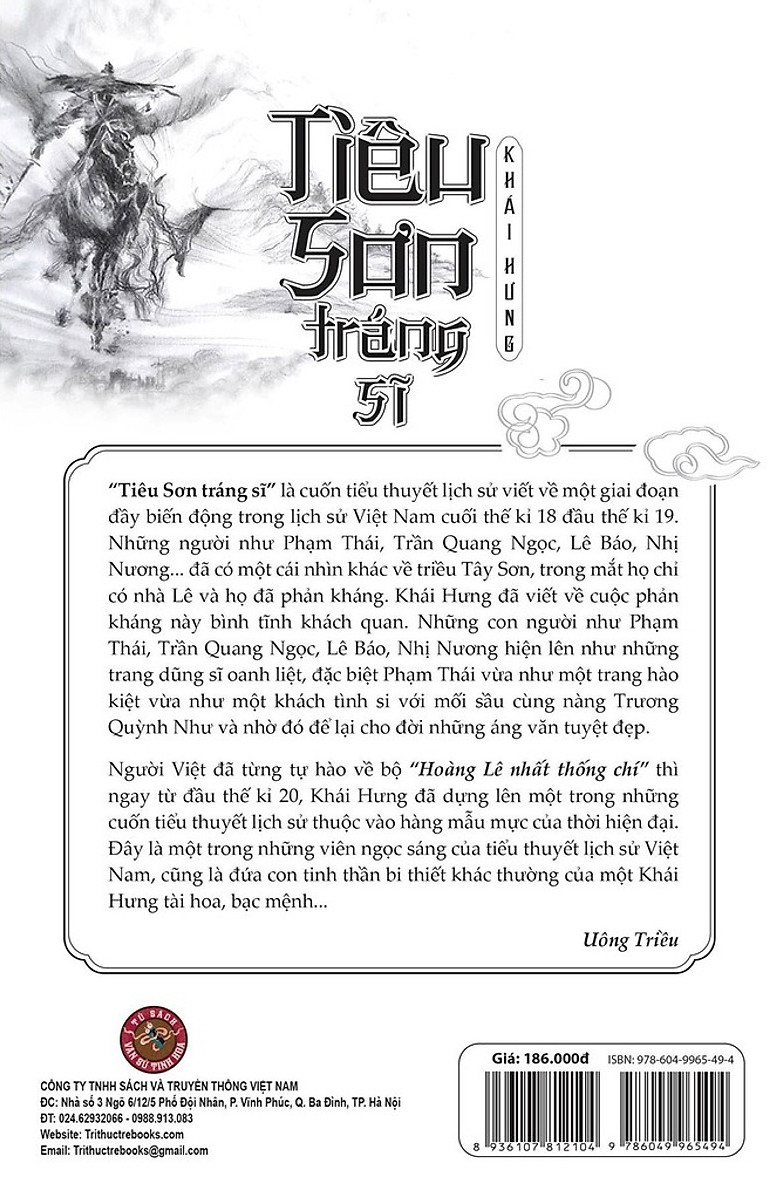 Tiêu
Sơn
tráng
sĩ
KHÁI HƯNG
“Tiêu Sơn tráng sĩ” là cuốn tiểu thuyết lịch sử viết về một giai đoạn
đầy biến động trong lịch sử Việt Nam cuối thế kỉ 18 đầu thế kỉ 19.
Những người như Phạm Thái, Trần Quang Ngọc, Lê Báo, Nhị
Nương... đã có một cái nhìn khác về triều Tây Sơn, trong mắt họ chỉ
có nhà Lê và họ đã phản kháng. Khái Hưng đã viết về cuộc phản
kháng này bình tĩnh khách quan. Những con người như Phạm
Thái, Trần Quang Ngọc, Lê Báo, Nhị Nương hiện lên như những
trang dũng sĩ oanh liệt, đặc biệt Phạm Thái vừa như một trang hào
kiệt vừa như một khách tình si với mối sầu cùng nàng Trương
Quỳnh Như và nhờ đó để lại cho đời những áng văn tuyệt đẹp.
Người Việt đã từng tự hào về bộ “Hoàng Lê nhất thống chí” thì
ngay từ đầu thế kỉ 20, Khái Hưng đã dựng lên một trong những
cuốn tiểu thuyết lịch sử thuộc vào hàng mẫu mực của thời hiện đại.
Đây là một trong những viên ngọc sáng của tiểu thuyết lịch sử Việt
Nam, cũng là đứa con tinh thần bi thiết khác thường của một Khái
Hưng tài hoa, bạc mệnh...
Uông Triều
TỦ SÁCH
VĂN SỬ TINH HOA
CÔNG TY TNHH SÁCH VÀ TRUYỀN THÔNG VIỆT NAM
ĐC: Nhà số 3 Ngõ 6/12/5 Phố Đội Nhân, P. Vĩnh Phúc, Q. Ba Đình, TP. Hà Nội
ĐT: 024.62932066 - 0988.913.083
Website: Trithuctrebooks.com
Email: Trithuctrebooks@gmail.com
Giá: 186.000đ
ISBN: 978-604-9965-49-4
8 936107 812104
9 786049 965494